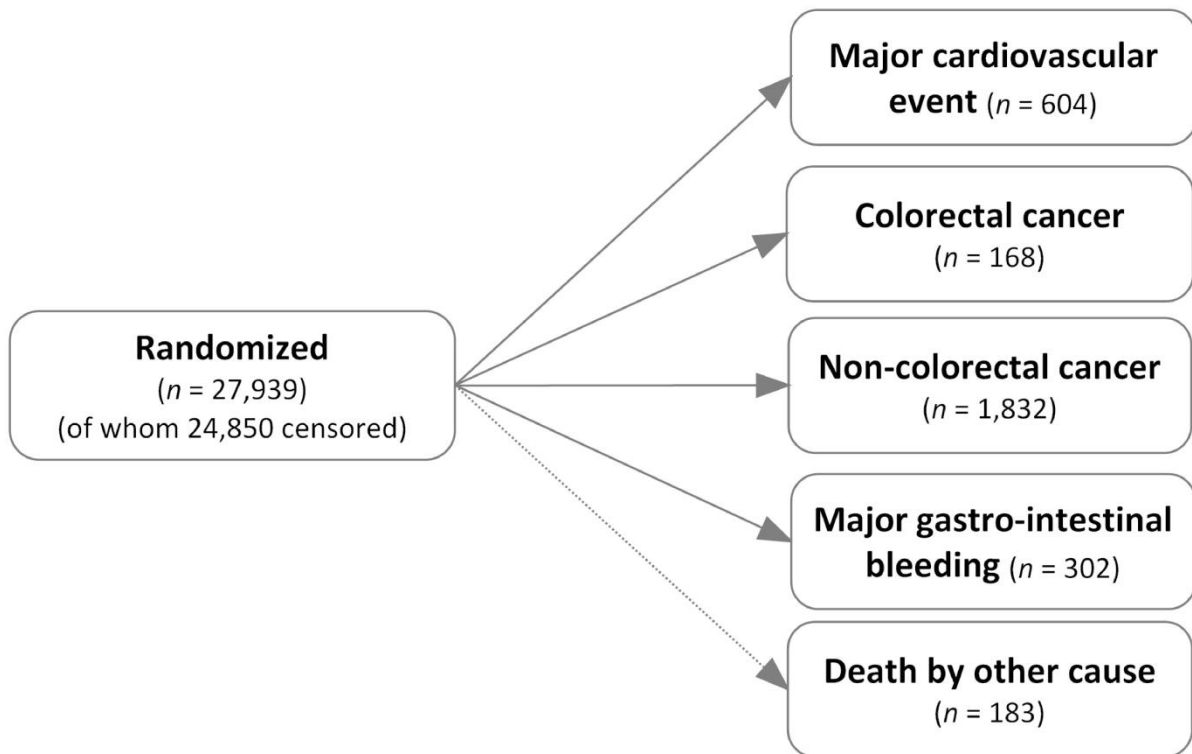 Major cardiovascular
event (n = 604)
Colorectal cancer
(n = 168)
Randomized
(n = 27,939)
(of whom 24,850 censored)
Non-colorectal cancer
(n = 1,832)
Major gastro-intestinal
bleeding (n = 302)
Death by other cause
(n = 183)